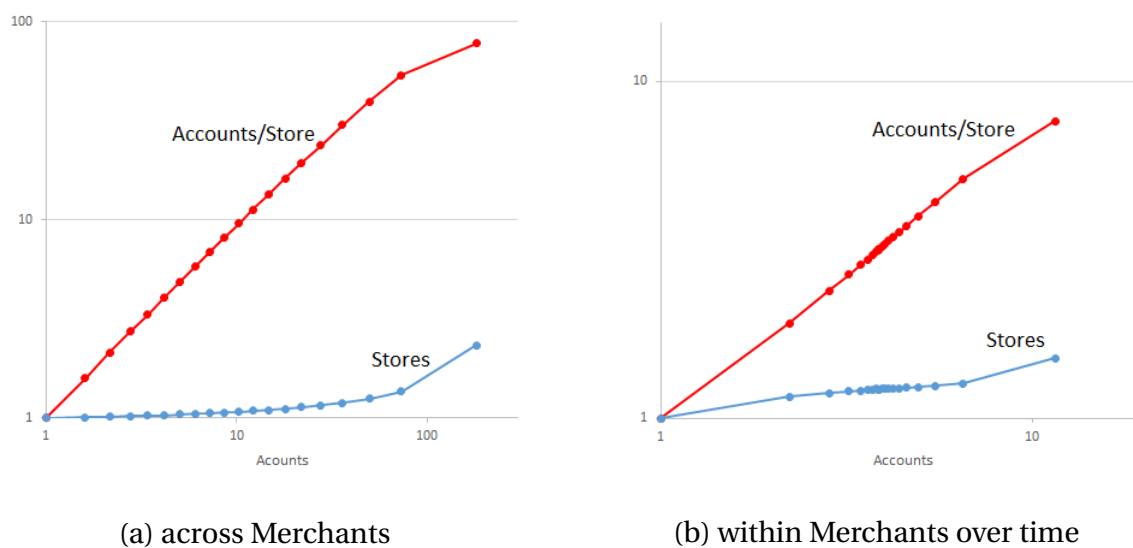 100
Accounts/Store
10
Stores
1
1
10
100
Acounts
(a) across Merchants
10
Accounts/Store
Stores
1
1
10
Accounts
(b) within Merchants over time